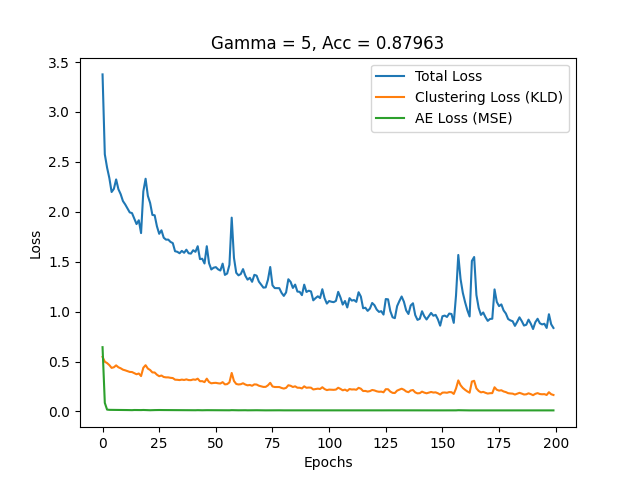 Gamma = 5, Acc = 0.87963
Total Loss
Clustering Loss (KLD)
AE Loss (MSE)
3.5
3.0
2.5
2.0
1.5
1.0
0.5
0.0
Loss
0 25 50 75 100 125 150 175 200
Epochs